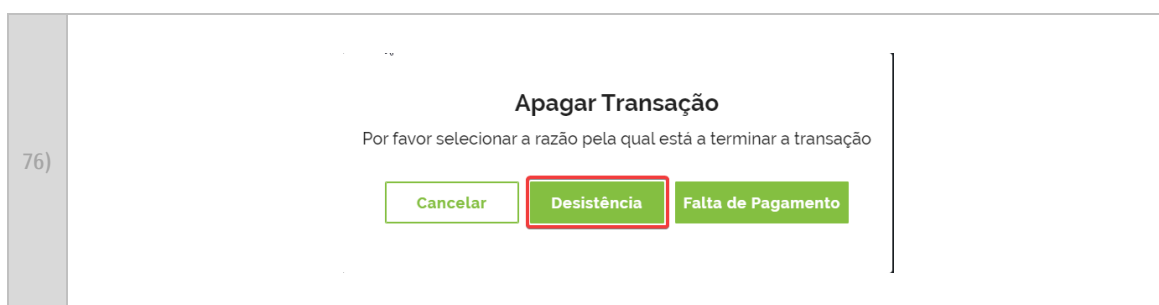 76)
Apagar Transação
Por favor selecionar a razão pela qual está a terminar a transação
Cancelar
Desistência
Falta de Pagamento